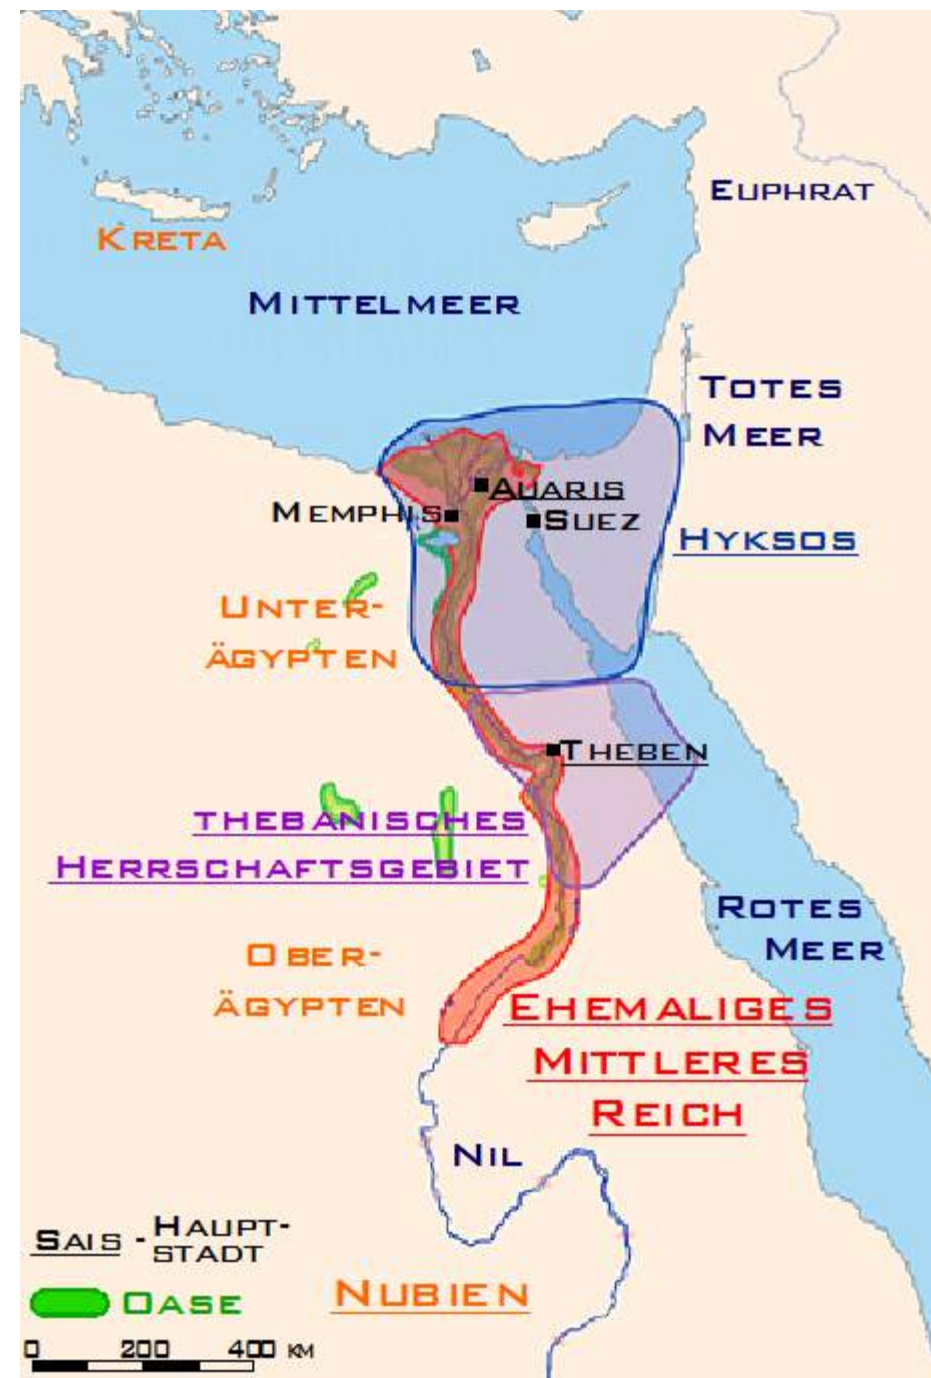 Euphrat
Kreta
Mittelmeer
Totes
Meer
Auaris
Memphis
Suez
Hyksos
Unter-
ägypten
Theben
thebanisches
Herrschaftsgebiet
Rotes
Meer
Ober-
ägypten
Ehemaliges
Mittleres
Reich
Nil
Sais - Haupt-
stadt
Nubien
Oase
0 200 400 km